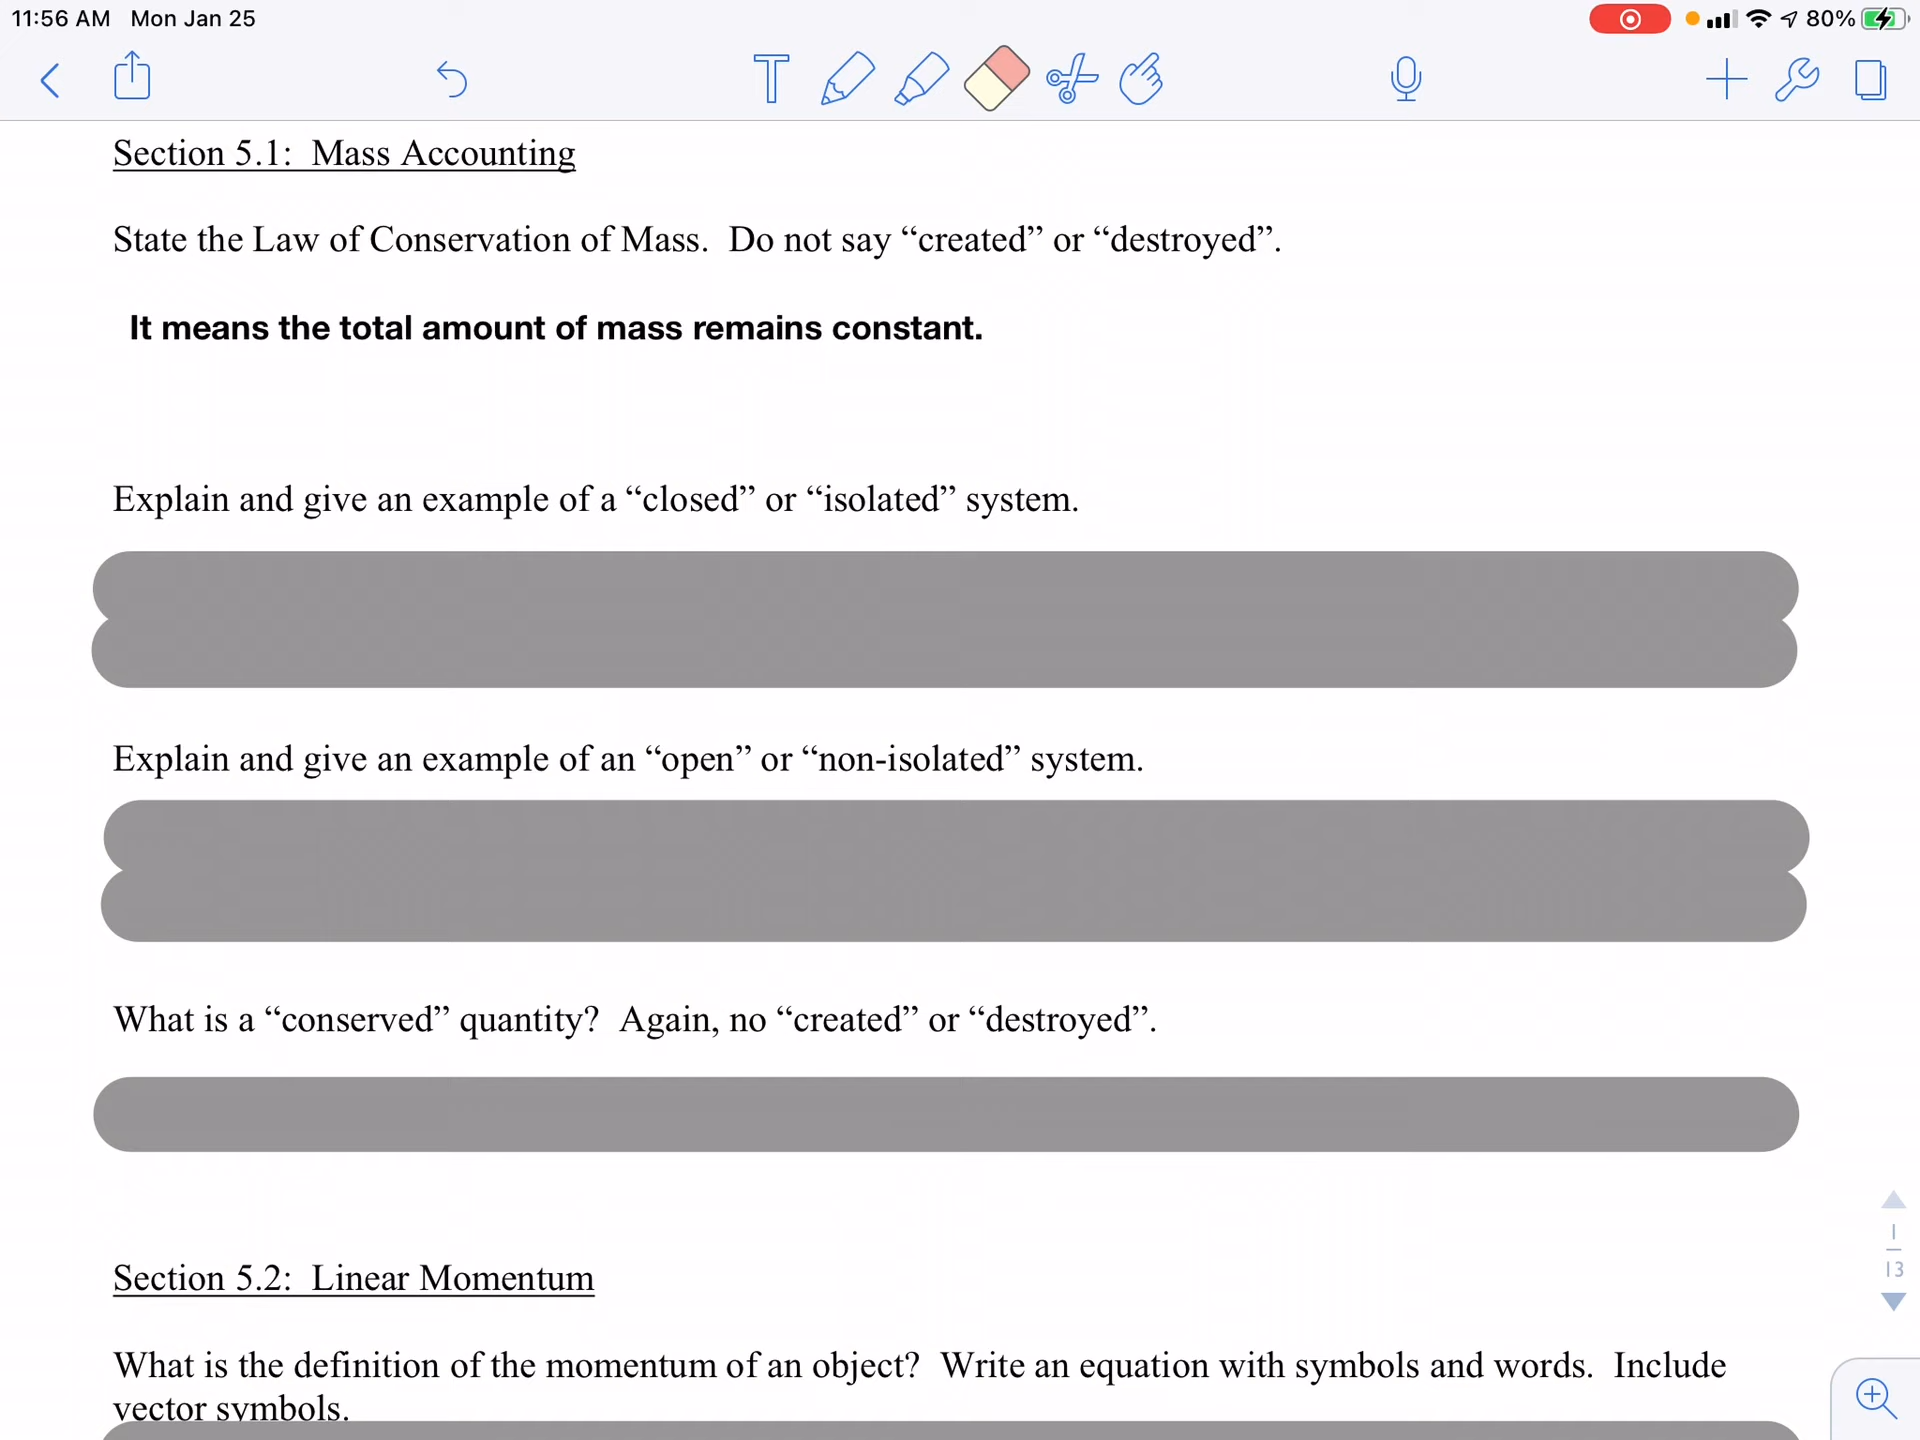 11:56 AM Mon Jan 25
80%
T
Section 5.1: Mass Accounting
State the Law of Conservation of Mass. Do not say “created” or “destroyed”.
It means the total amount of mass remains constant.
Explain and give an example of a “closed” or “isolated” system.
Explain and give an example of an “open” or “non-isolated” system.
What is a “conserved” quantity? Again, no “created” or “destroyed”.
1
13
Section 5.2: Linear Momentum
What is the definition of the momentum of an object? Write an equation with symbols and words. Include
vector symbols.